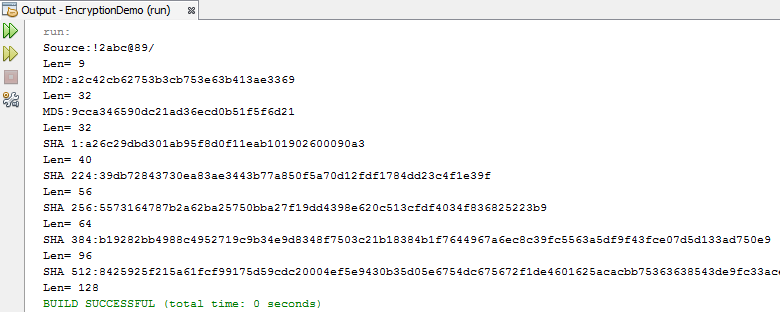 Output - EncryptionDemo (run)
run:
Source:!2abc@89/
Len= 9
MD2:a2c42cb62753b3cb753e63b413ae3369
Len= 32
MD5:9cca346590dc21ad36ecd0b51f5f6d21
Len= 32
SHA 1:a26c29dbd301ab95f8d0f11eab101902600090a3
Len= 40
SHA 224:39db72843730ea83ae3443b77a850f5a70d12fdf1784dd23c4f1e39f
Len= 56
SHA 256:5573164787b2a62ba25750bba27f19dd4398e620c513cfdf4034f836825223b9
Len= 64
SHA 384:b19282bb4988c4952719c9b34e9d8348f7503c21b18384b1f7644967a6ec8c39fc5563a5df9f43fce07d5d133ad750e9
Len= 96
SHA 512:8425925f215a61fcf99175d59cdc20004ef5e9430b35d05e6754dc675672f1de4601625acacbb75363638543de9fc33ace
Len= 128
BUILD SUCCESSFUL (total time: 0 seconds)